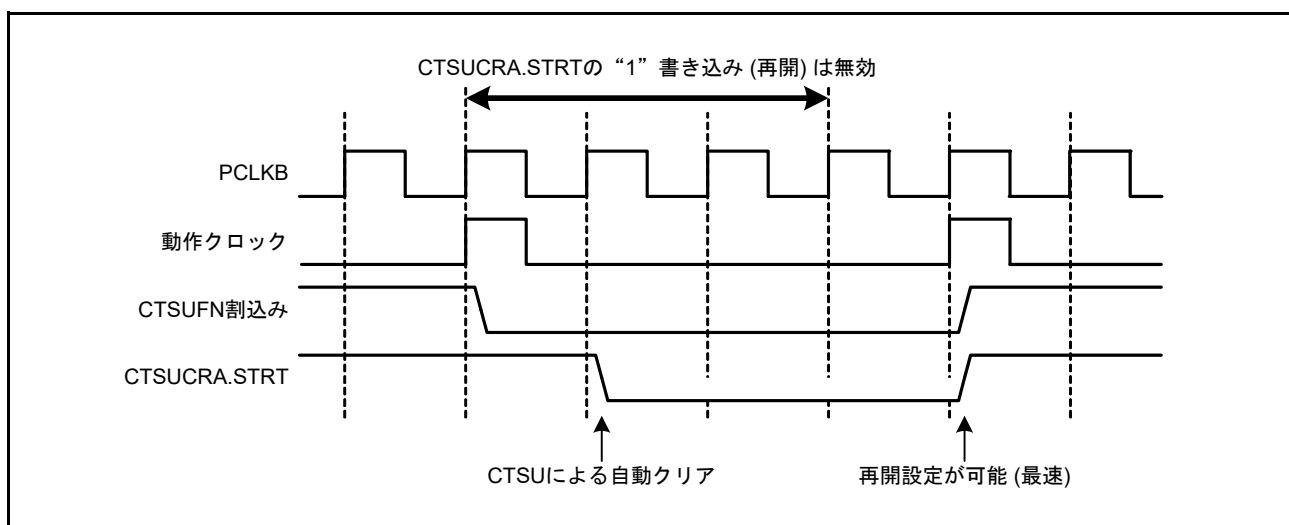 CTSUCRA.STRTの“1”書き込み (再開) は無効
PCLKB
動作クロック
CTSUFN割込み
CTSUCRA.STRT
CTSUによる自動クリア
再開設定が可能 (最速)